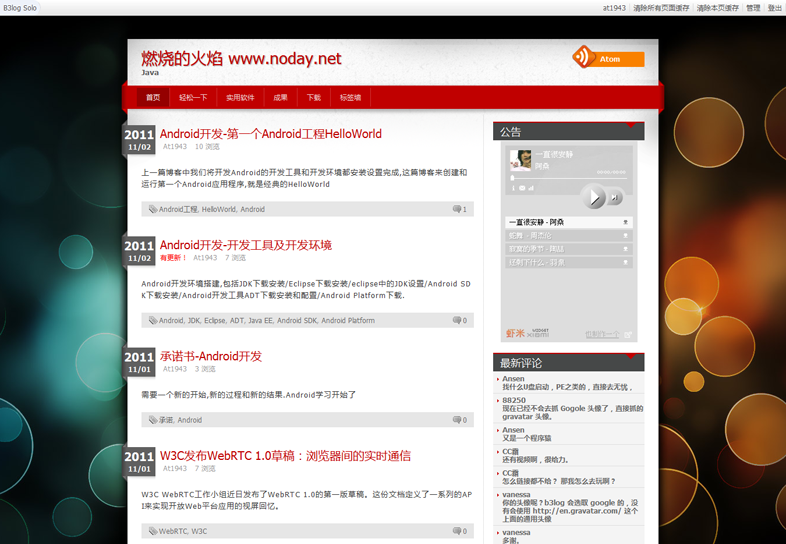 B3log Solo
at1943 清除所有页面缓存 清除本页缓存 管理 登出
燃烧的火焰 www.noday.net
Java
Atom
首页 轻松一下 实用软件 成果 下载 标签墙
2011
11/02
Android开发-第一个Android工程HelloWorld
At1943 10 浏览
上一篇博客中我们将开发Android的开发工具和开发环境都安装设置完成,这篇博客来创建和
运行第一个Android应用程序,就是经典的HelloWorld
Android工程, HelloWorld, Android 1
2011
11/02
Android开发-开发工具及开发环境
有更新！ At1943 7 浏览
Android开发环境搭建,包括JDK下载安装/Eclipse下载安装/eclipse中的JDK设置/Android SD
K下载安装/Android开发工具ADT下载安装和配置/Android Platform下载.
Android, JDK, Eclipse, ADT, Java EE, Android SDK, Android Platform 0
2011
11/01
承诺书-Android开发
At1943 3 浏览
需要一个新的开始,新的过程和新的结果.Android学习开始了
承诺, Android 0
2011
11/01
W3C发布WebRTC 1.0草稿：浏览器间的实时通信
At1943 7 浏览
W3C WebRTC工作小组近日发布了WebRTC 1.0的第一版草稿。这份文档定义了一系列的AP
I来实现开放Web平台应用的视屏回忆。
WebRTC, W3C 0
公告
一直很安静
阿桑
一直很安静 - 阿桑
寂寞的季节 - 陶喆
虾米 xiami
最新评论
Ansen
找什么U盘启动，PE之类的，直接去无忧，
88250
现在已经不会去抓 Gogole 头像了，直接抓的
gravatar 头像。
Ansen
又是一个程序猿
CC霜
还有视频啊，很给力。
CC霜
怎么链接都不给？ 那我怎么去玩啊？
vanessa
你的头像呢？b3log 会选取 google 的，没
有会使用 http://en.gravatar.com/ 这个
上面的通用头像
vanessa
多谢。